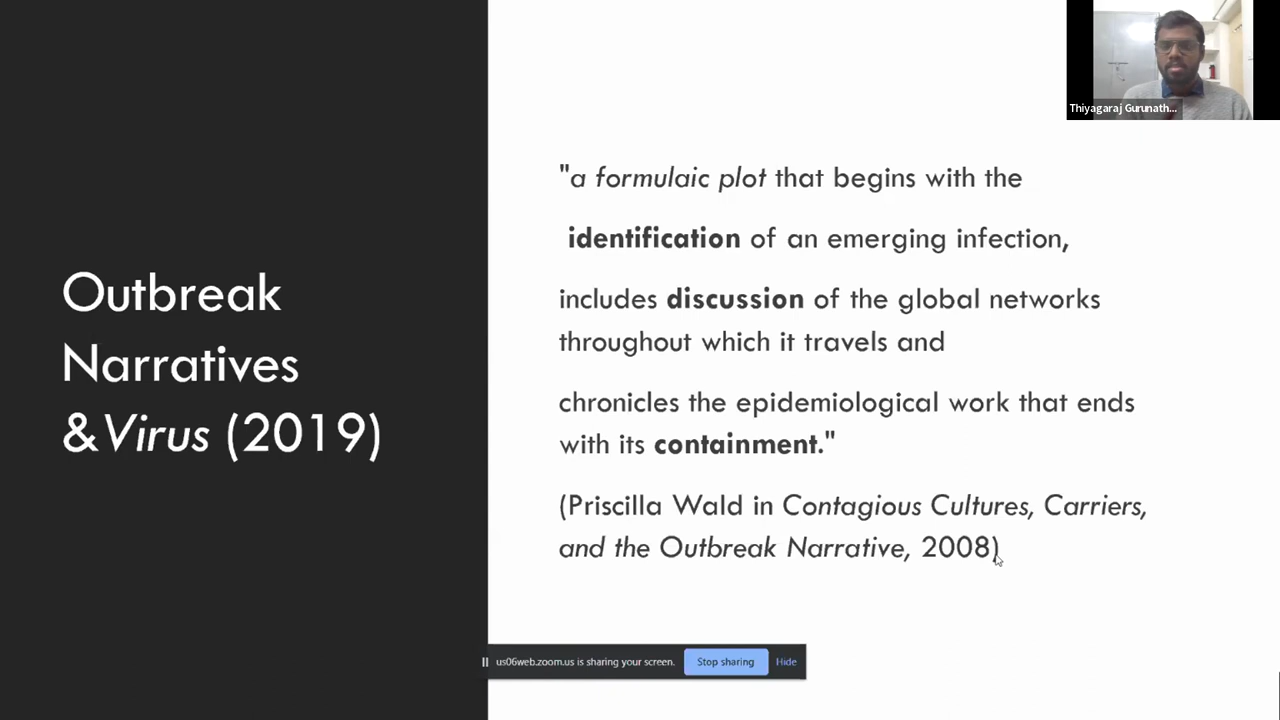 Thiyagaraj Gurunath...
Outbreak
Narratives
&Virus (2019)
"a formulaic plot that begins with the
identification of an emerging infection,
includes discussion of the global networks
throughout which it travels and
chronicles the epidemiological work that ends
with its containment."
(Priscilla Wald in Contagious Cultures, Carriers,
and the Outbreak Narrative, 2008)
us06web.zoom.us is sharing your screen. Stop sharing Hide